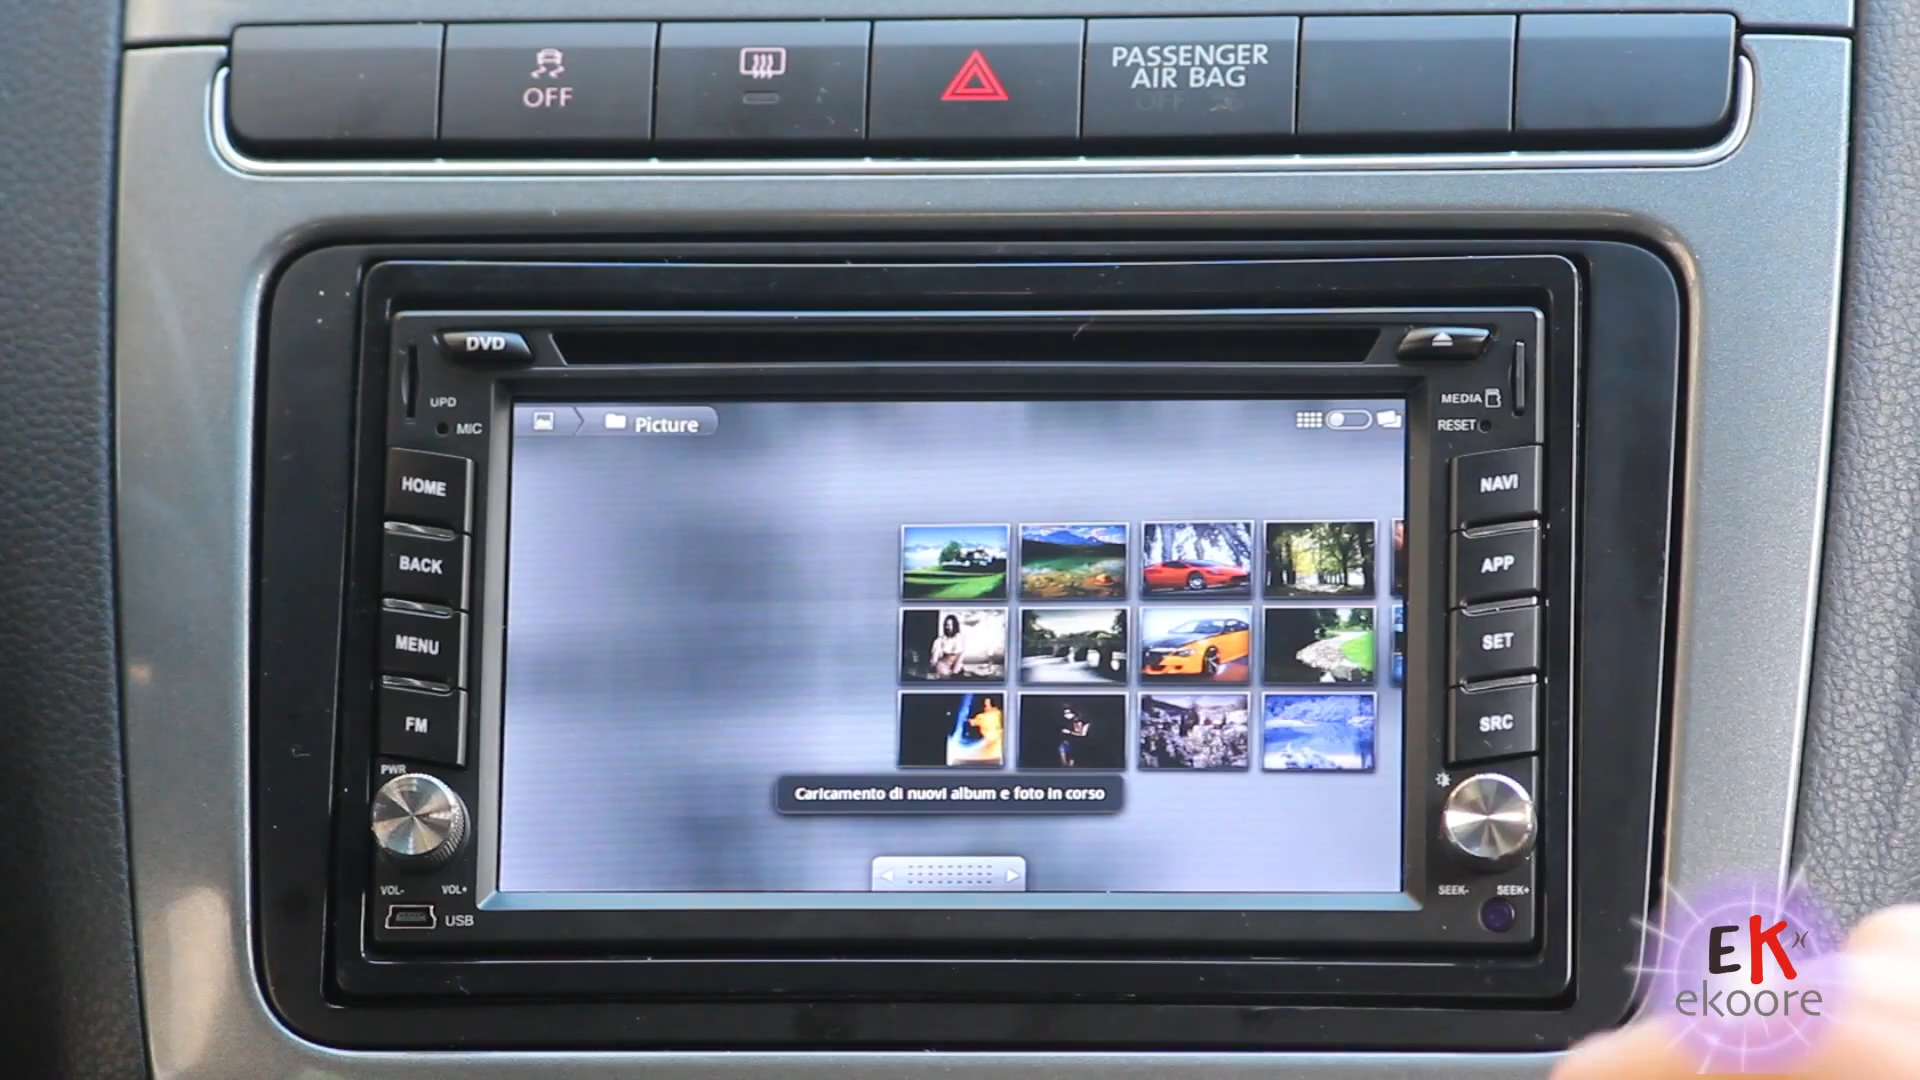 OFF
PASSENGER
AIR BAG
OFF
DVD
UPD
MIC
MEDIA
RESET
Picture
HOME
BACK
MENU
FM
NAVI
APP
SET
SRC
Caricamento di nuovi album e foto in corso
PWR
VOL-
VOL+
USB
SEEK-
SEEK+
EK
ekoore